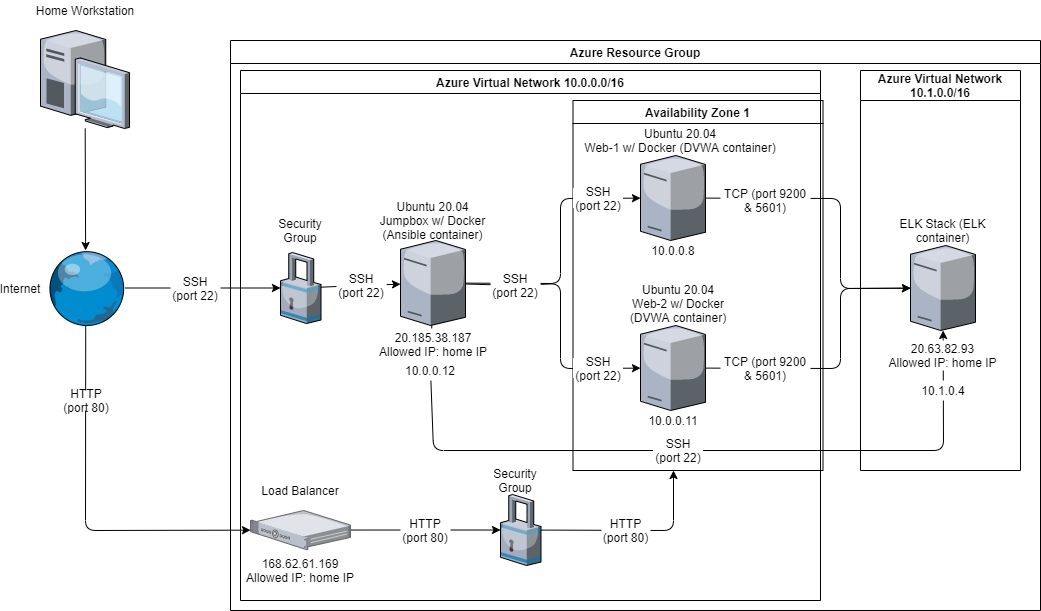 Home Workstation
Azure Resource Group
Azure Virtual Network 10.0.0.0/16
Azure Virtual Network
10.1.0.0/16
Availability Zone 1
Ubuntu 20.04
Web-1 w/ Docker (DVWA container)
SSH
(port 22)
TCP (port 9200
& 5601)
10.0.0.8
Security
Group
Ubuntu 20.04
Jumpbox w/ Docker
(Ansible container)
ELK Stack (ELK
container)
Internet
SSH
(port 22)
SSH
(port 22)
SSH
(port 22)
Ubuntu 20.04
Web-2 w/ Docker
(DVWA container)
20.185.38.187
Allowed IP: home IP
10.0.0.12
SSH
(port 22)
TCP (port 9200
& 5601)
10.0.0.11
20.63.82.93
Allowed IP: home IP
10.1.0.4
HTTP
(port 80)
SSH
(port 22)
Load Balancer
Security
Group
HTTP
(port 80)
HTTP
(port 80)
168.62.61.169
Allowed IP: home IP